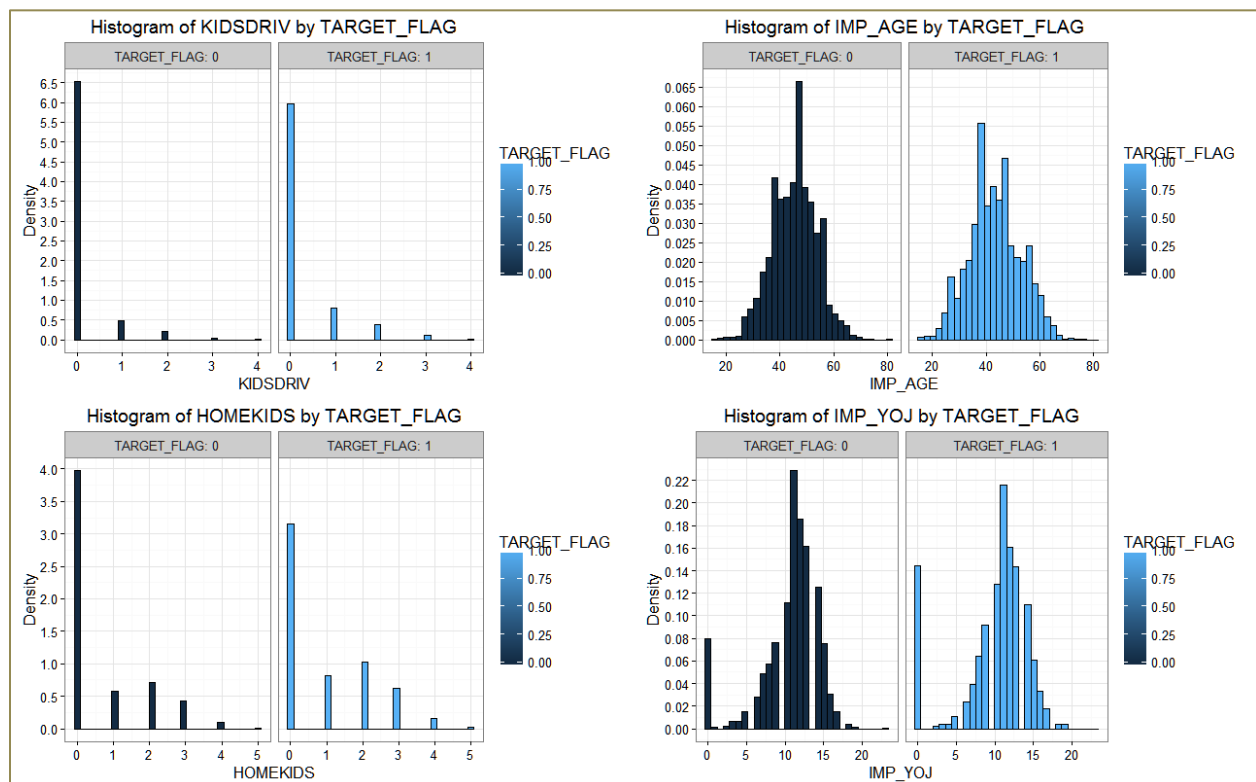 Histogram of KIDSDRIV by TARGET_FLAG
TARGET_FLAG: 0
TARGET_FLAG: 1
6.5
6.0
5.5
5.0
4.5
4.0
3.5
3.0
2.5
2.0
1.5
1.0
0.5
0.0
Density
0 1 2 3 4
0 1 2 3 4
KIDSDRIV
TARGET_FLAG
1.00
0.75
0.50
0.25
0.00
Histogram of IMP_AGE by TARGET_FLAG
TARGET_FLAG: 0
TARGET_FLAG: 1
0.065
0.060
0.055
0.050
0.045
0.040
0.035
0.030
0.025
0.020
0.015
0.010
0.005
0.000
Density
20 40 60 80
20 40 60 80
IMP_AGE
TARGET_FLAG
1.00
0.75
0.50
0.25
0.00
Histogram of HOMEKIDS by TARGET_FLAG
TARGET_FLAG: 0
TARGET_FLAG: 1
4.0
3.5
3.0
2.5
2.0
1.5
1.0
0.5
0.0
Density
0 1 2 3 4 5
0 1 2 3 4 5
HOMEKIDS
TARGET_FLAG
1.00
0.75
0.50
0.25
0.00
Histogram of IMP_YOJ by TARGET_FLAG
TARGET_FLAG: 0
TARGET_FLAG: 1
0.22
0.20
0.18
0.16
0.14
0.12
0.10
0.08
0.06
0.04
0.02
0.00
Density
0 5 10 15 20
0 5 10 15 20
IMP_YOJ
TARGET_FLAG
1.00
0.75
0.50
0.25
0.00